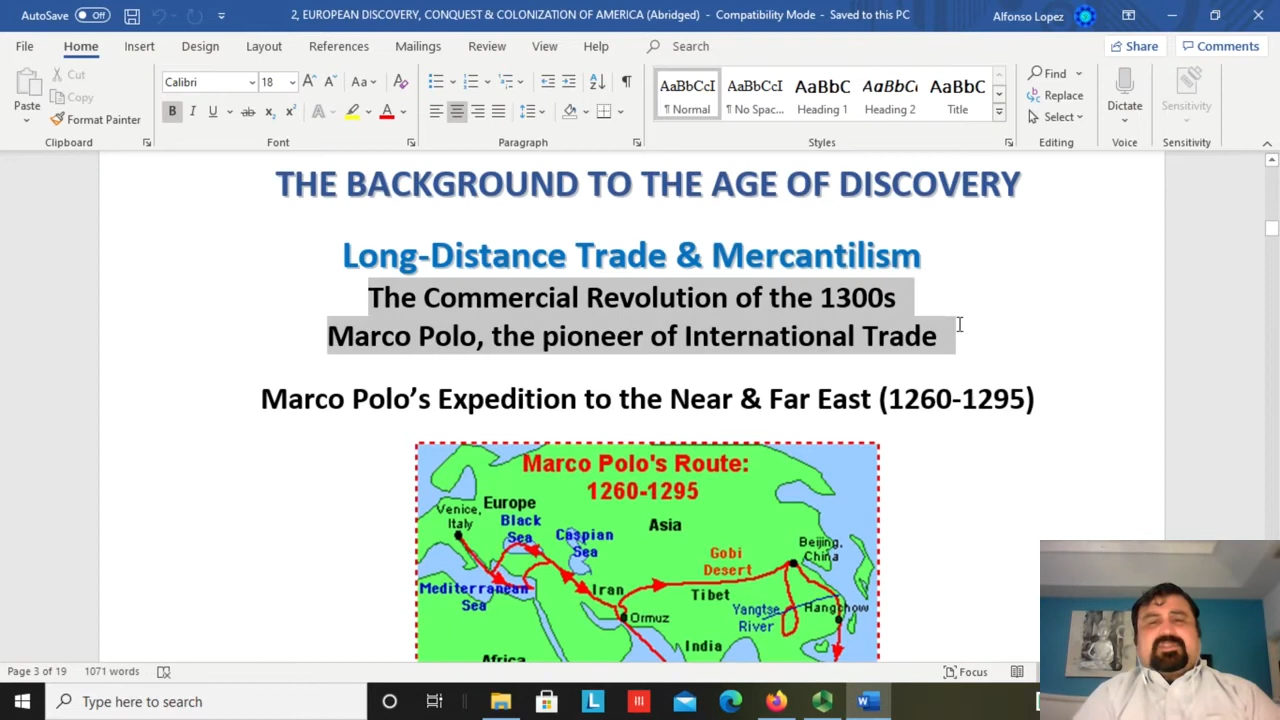 AutoSave Off
2, EUROPEAN DISCOVERY, CONQUEST & COLONIZATION OF AMERICA (Abridged) - Compatibility Mode - Saved to this PC
Alfonso Lopez
File Home Insert Design Layout References Mailings Review View Help Search
Share Comments
Paste
Cut
Copy
Format Painter
Clipboard
Calibri 18
Font
Paragraph
AaBbCcI AaBbCcI AaBbC AaBbCc AaBbC
¶ Normal ¶ No Spac... Heading 1 Heading 2 Title
Styles
Find
Replace
Select
Editing
Dictate
Voice
Sensitivity
Sensitivity
THE BACKGROUND TO THE AGE OF DISCOVERY
Long-Distance Trade & Mercantilism
The Commercial Revolution of the 1300s
Marco Polo, the pioneer of International Trade
Marco Polo’s Expedition to the Near & Far East (1260-1295)
Marco Polo's Route:
1260-1295
Europe
Venice,
Italy
Black
Sea
Caspian
Sea
Asia
Gobi
Desert
Beijing,
China
Mediterranean
Sea
Iran
Tibet
Ormuz
Yangtse
River
Hangchow
India
Africa
Page 3 of 19 1071 words
Focus
Type here to search